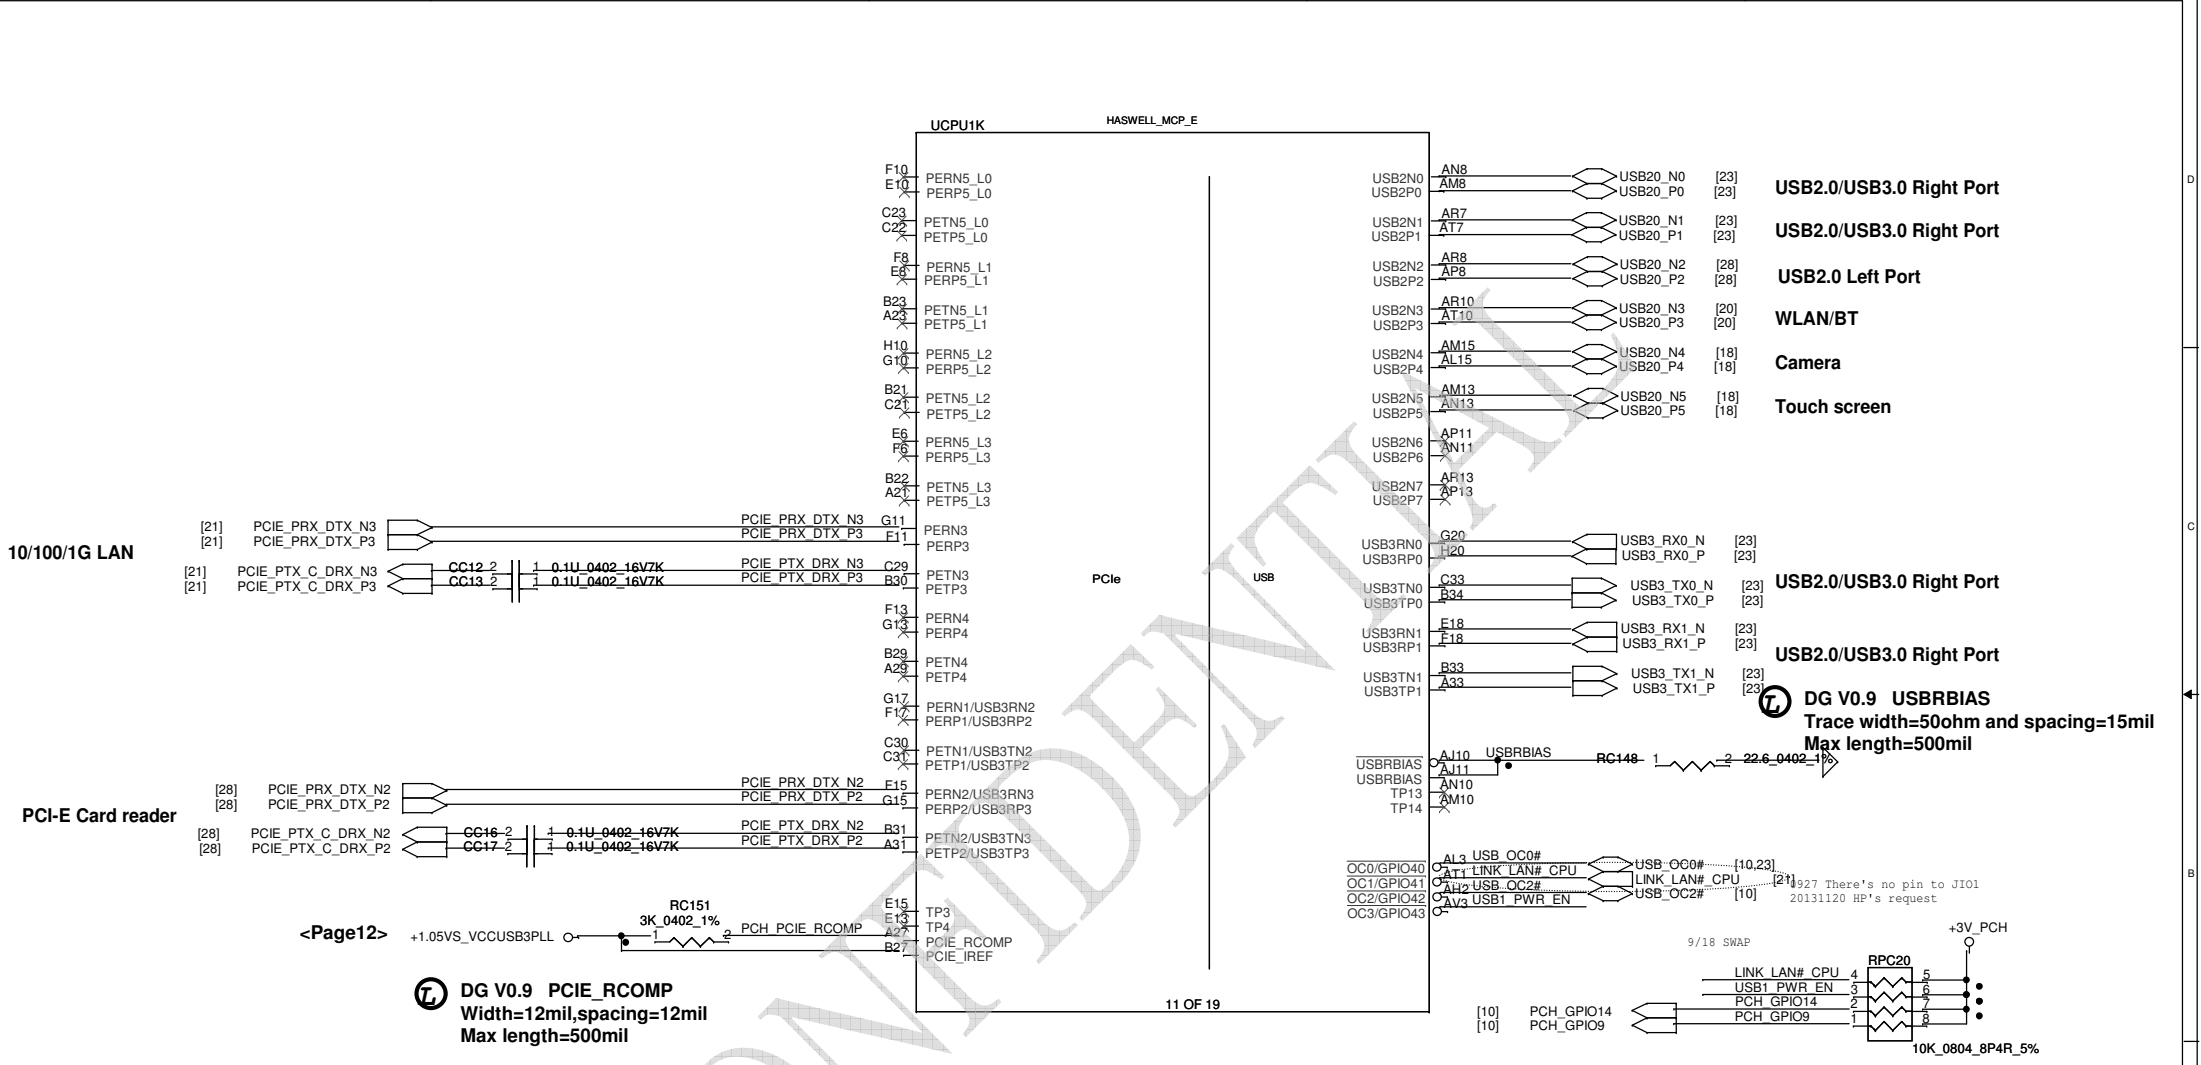 UCPU1K
HASWELL_MCP_E
F10 PERN5_L0
E10 PERP5_L0
C23 PETN5_L0
C22 PETP5_L0
F8 PERN5_L1
E8 PERP5_L1
B23 PETN5_L1
A23 PETP5_L1
H10 PERN5_L2
G10 PERP5_L2
B21 PETN5_L2
C21 PETP5_L2
E6 PERN5_L3
F6 PERP5_L3
B22 PETN5_L3
A21 PETP5_L3
10/100/1G LAN
[21] PCIE_PRX_DTX_N3 PCIE_PRX_DTX_N3 G11 PERN3
[21] PCIE_PRX_DTX_P3 PCIE_PRX_DTX_P3 F11 PERP3
[21] PCIE_PTX_C_DRX_N3 CC12 2 1 0.1U_0402_16V7K PCIE_PTX_DRX_N3 C29 PETN3
[21] PCIE_PTX_C_DRX_P3 CC13 2 1 0.1U_0402_16V7K PCIE_PTX_DRX_P3 B30 PETP3
F13 PERN4
G13 PERP4
B29 PETN4
A29 PETP4
G17 PERN1/USB3RN2
F17 PERP1/USB3RP2
C30 PETN1/USB3TN2
C31 PETP1/USB3TP2
PCI-E Card reader
[28] PCIE_PRX_DTX_N2 PCIE_PRX_DTX_N2 F15 PERN2/USB3RN3
[28] PCIE_PRX_DTX_P2 PCIE_PRX_DTX_P2 G15 PERP2/USB3RP3
[28] PCIE_PTX_C_DRX_N2 CC16 2 1 0.1U_0402_16V7K PCIE_PTX_DRX_N2 B31 PETN2/USB3TN3
[28] PCIE_PTX_C_DRX_P2 CC17 2 1 0.1U_0402_16V7K PCIE_PTX_DRX_P2 A31 PETP2/USB3TP3
E15 TP3
E13 TP4
RC151
3K_0402_1%
<Page12> +1.05VS_VCCUSB3PLL 1 2 PCH_PCIE_RCOMP A27 PCIE_RCOMP
B27 PCIE_IREF
L DG V0.9 PCIE_RCOMP
Width=12mil,spacing=12mil
Max length=500mil
PCIe
USB
11 OF 19
USB2N0 AN8 USB20_N0 [23]
USB2P0 AM8 USB20_P0 [23]
USB2.0/USB3.0 Right Port
USB2N1 AR7 USB20_N1 [23]
USB2P1 AT7 USB20_P1 [23]
USB2.0/USB3.0 Right Port
USB2N2 AR8 USB20_N2 [28]
USB2P2 AP8 USB20_P2 [28]
USB2.0 Left Port
USB2N3 AR10 USB20_N3 [20]
USB2P3 AT10 USB20_P3 [20]
WLAN/BT
USB2N4 AM15 USB20_N4 [18]
USB2P4 AL15 USB20_P4 [18]
Camera
USB2N5 AM13 USB20_N5 [18]
USB2P5 AN13 USB20_P5 [18]
Touch screen
USB2N6 AP11
USB2P6 AN11
USB2N7 AR13
USB2P7 AP13
USB3RN0 G20 USB3_RX0_N [23]
USB3RP0 H20 USB3_RX0_P [23]
USB3TN0 C33 USB3_TX0_N [23]
USB3TP0 B34 USB3_TX0_P [23]
USB2.0/USB3.0 Right Port
USB3RN1 E18 USB3_RX1_N [23]
USB3RP1 F18 USB3_RX1_P [23]
USB3TN1 B33 USB3_TX1_N [23]
USB3TP1 A33 USB3_TX1_P [23]
USB2.0/USB3.0 Right Port
L DG V0.9 USBRBIAS
Trace width=50ohm and spacing=15mil
Max length=500mil
USBRBIAS AJ10 USBRBIAS RC148 1 2 22.6_0402_1%
USBRBIAS AJ11
TP13 AN10
TP14 AM10
OC0/GPIO40 AL3 USB_OC0# USB_OC0# [10,23]
OC1/GPIO41 AT1 LINK_LAN#_CPU LINK_LAN#_CPU [21]
OC2/GPIO42 AH2 USB_OC2# USB_OC2# [10]
OC3/GPIO43 AV3 USB1_PWR_EN
0927 There's no pin to JIO1
20131120 HP's request
9/18 SWAP
+3V_PCH
RPC20
LINK_LAN#_CPU 4 5
USB1_PWR_EN 3 6
[10] PCH_GPIO14 PCH_GPIO14 2 7
[10] PCH_GPIO9 PCH_GPIO9 1 8
10K_0804_8P4R_5%
D
C
B
ONFIDENTIAL